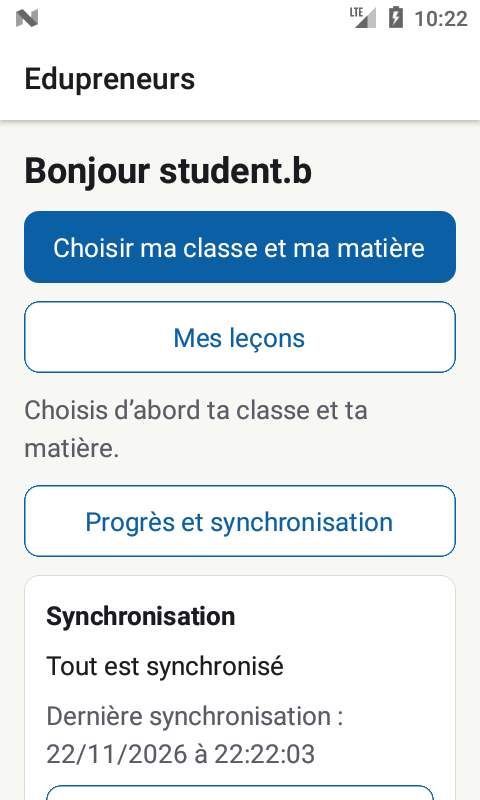 LTE 10:22
Edupreneurs
Bonjour student.b
Choisir ma classe et ma matière
Mes leçons
Choisis d’abord ta classe et ta
matière.
Progrès et synchronisation
Synchronisation
Tout est synchronisé
Dernière synchronisation :
22/11/2026 à 22:22:03